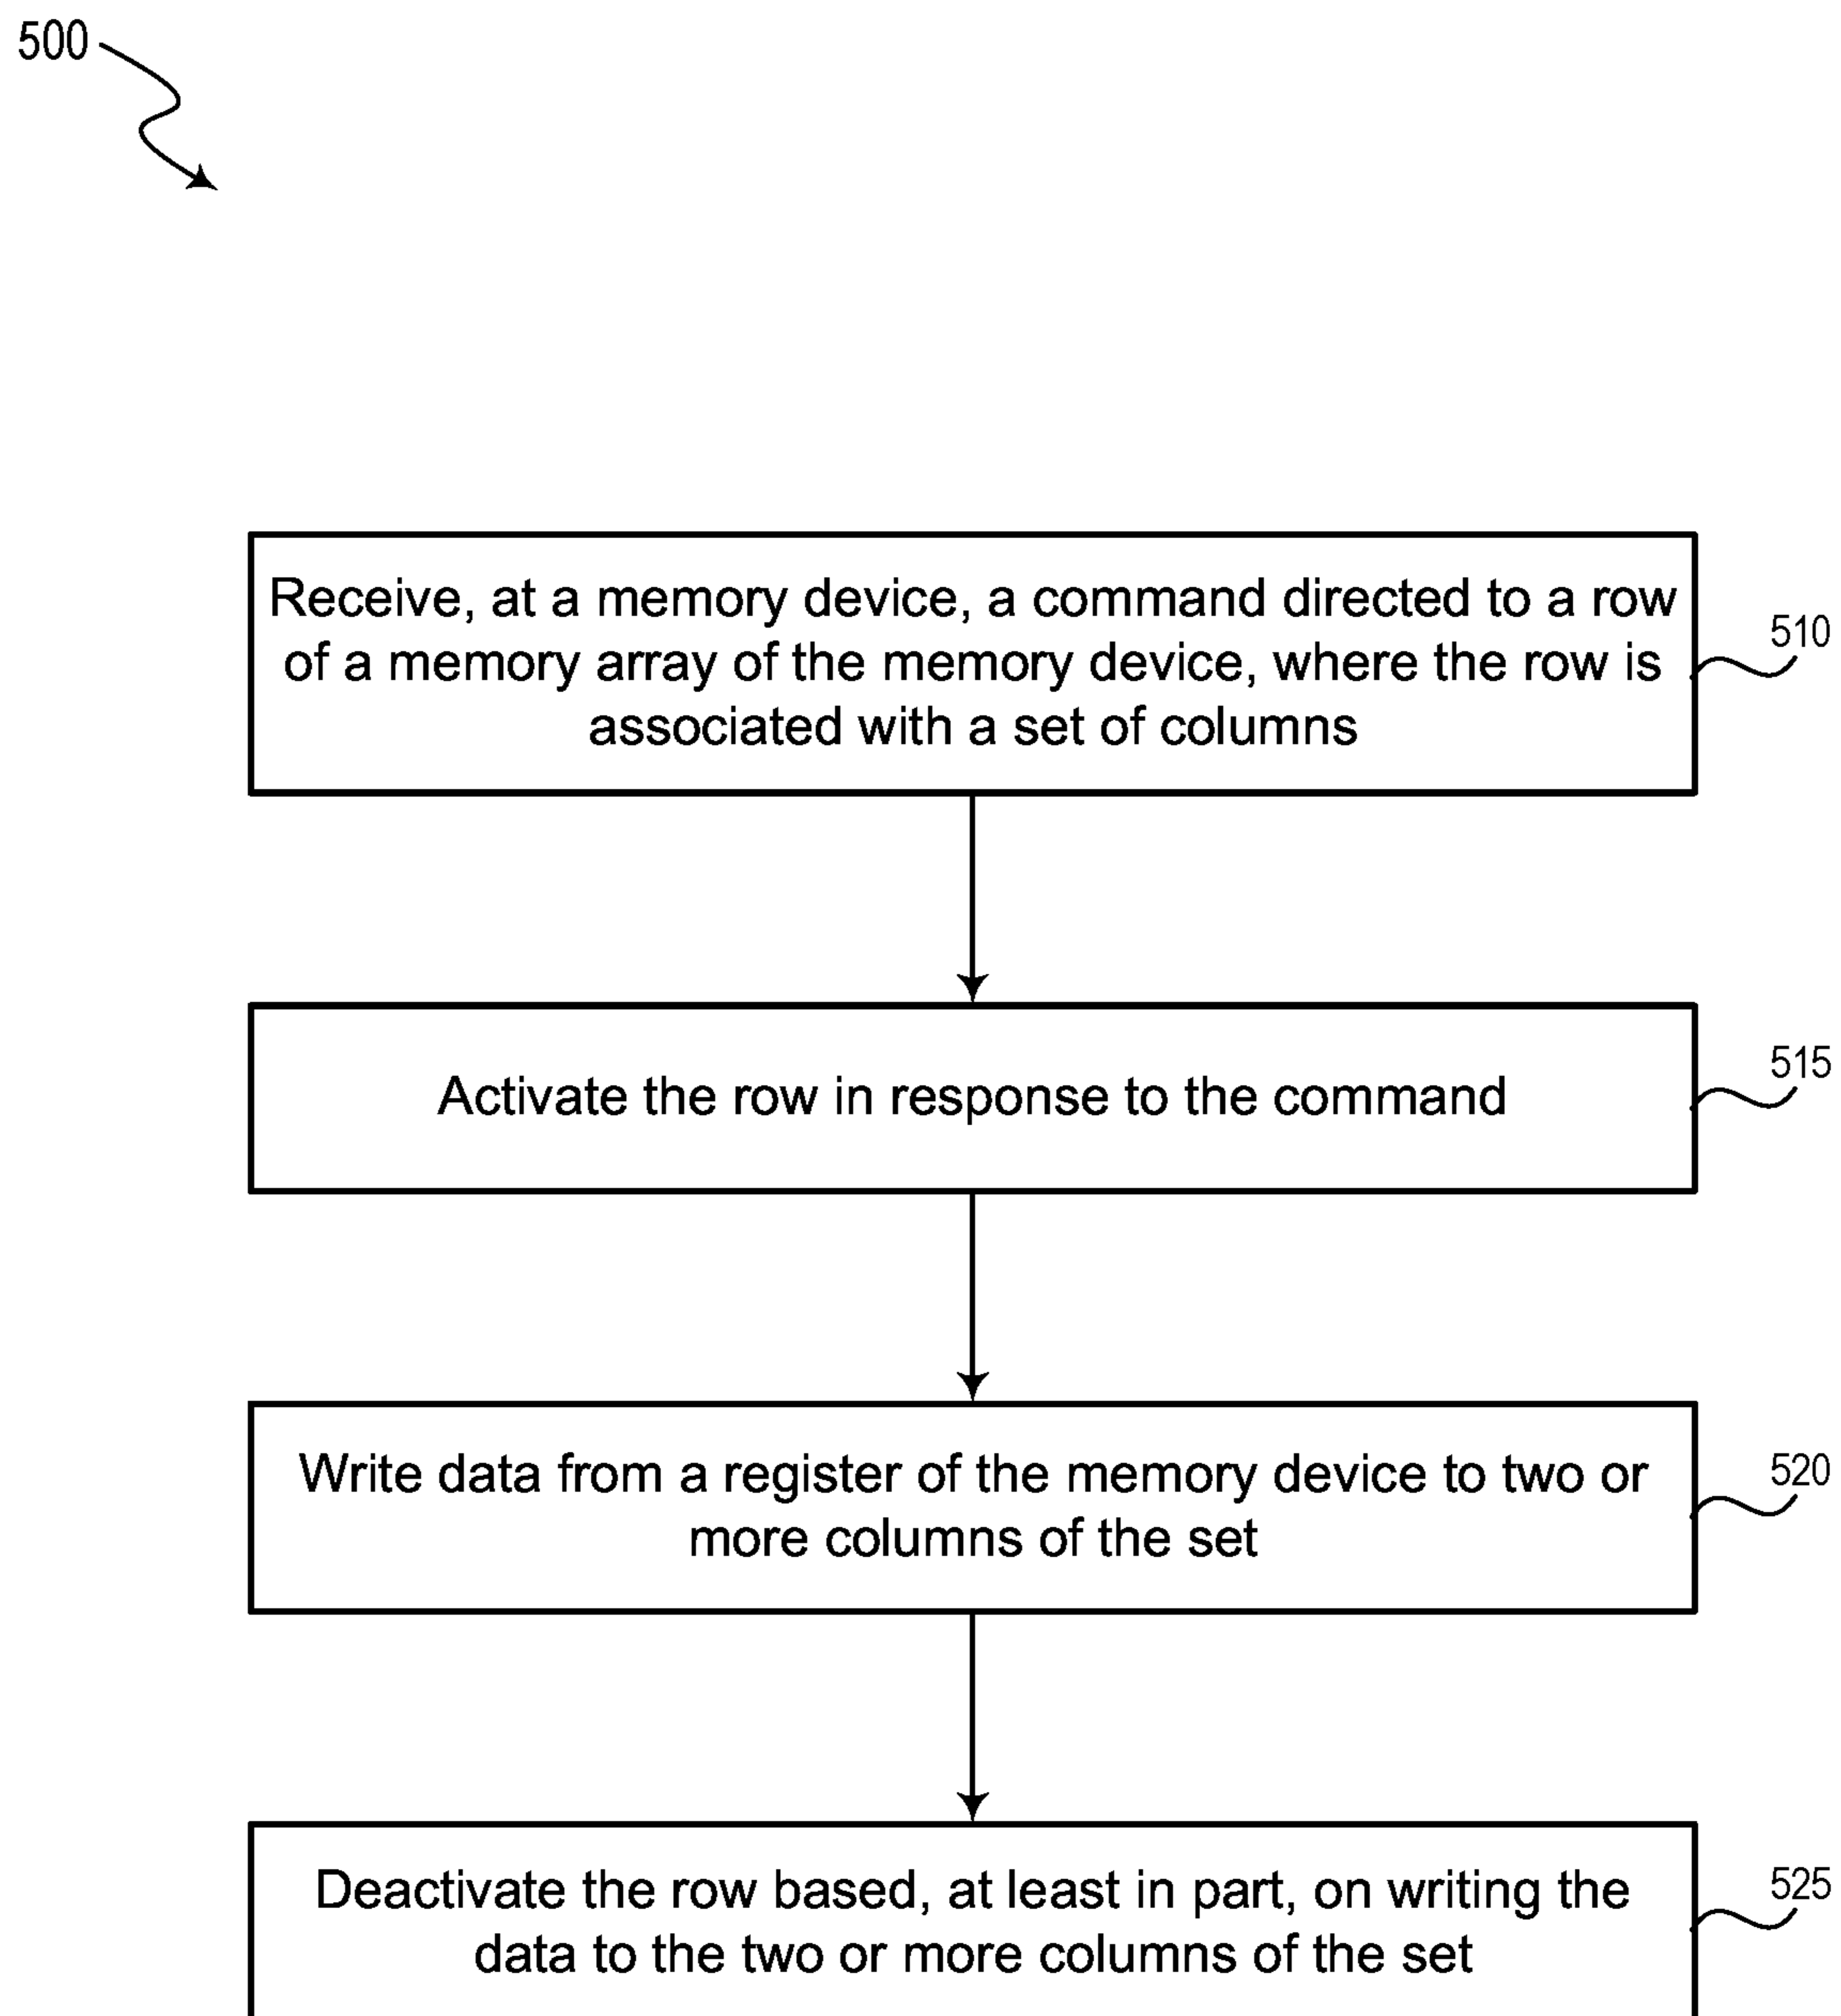 500
Receive, at a memory device, a command directed to a row
of a memory array of the memory device, where the row is
associated with a set of columns
510
Activate the row in response to the command
515
Write data from a register of the memory device to two or
more columns of the set
520
Deactivate the row based, at least in part, on writing the
data to the two or more columns of the set
525